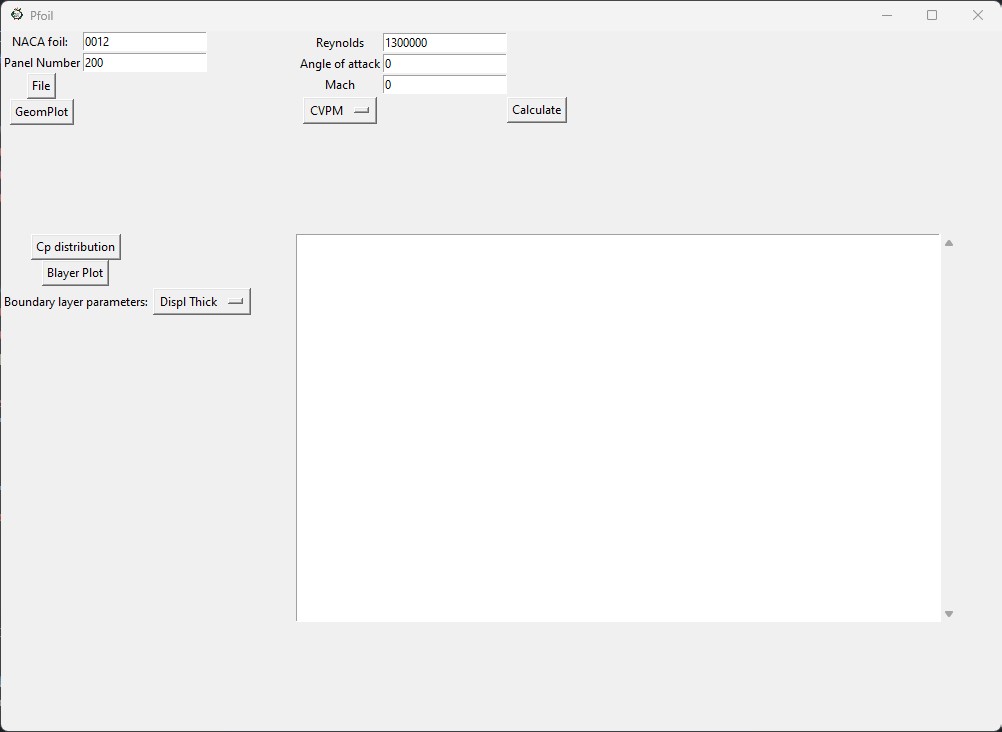 Pfoil
NACA foil: 0012
Panel Number 200
File
GeomPlot
Reynolds 1300000
Angle of attack 0
Mach 0
CVPM
Calculate
Cp distribution
Blayer Plot
Boundary layer parameters: Displ Thick